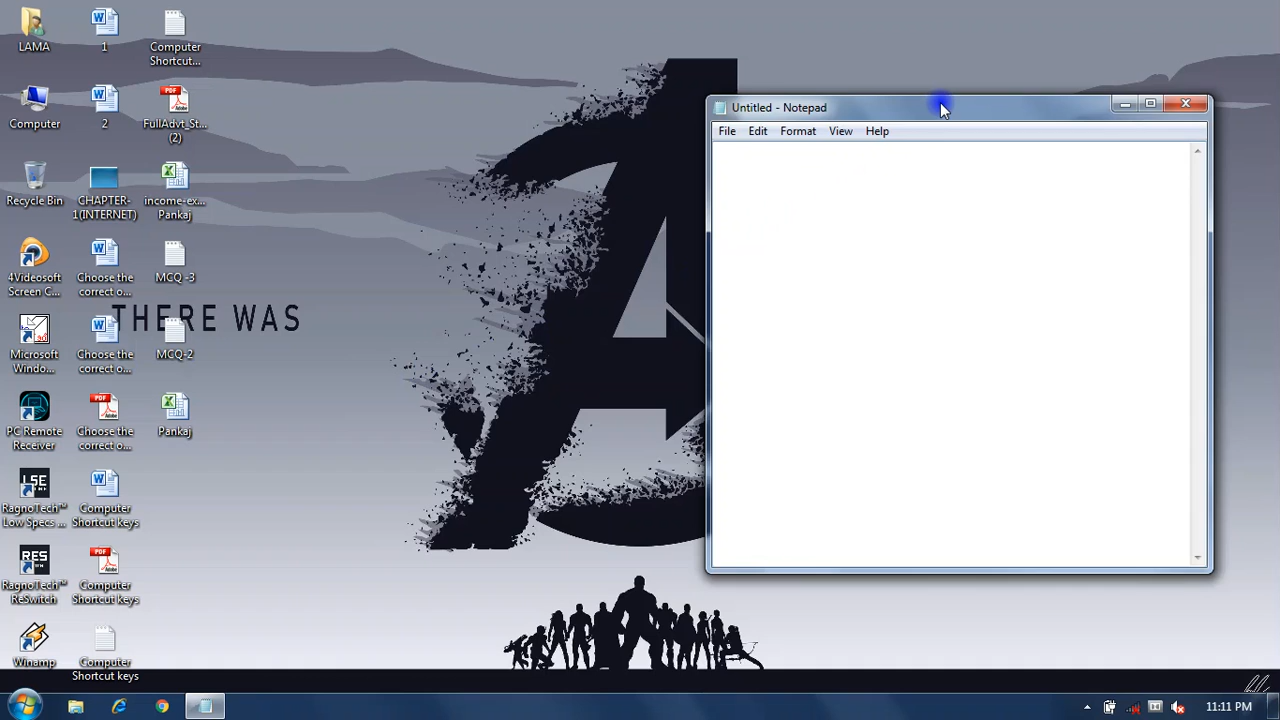 LAMA
1
Computer
Shortcut...
Computer
2
FullAdvt_St...
(2)
Recycle Bin
CHAPTER-
1(INTERNET)
income-ex...
Pankaj
4Videosoft
Screen C...
Choose the
correct o...
MCQ -3
THERE WAS
Microsoft
Windo...
Choose the
correct o...
MCQ-2
PC Remote
Receiver
Choose the
correct o...
Pankaj
RagnoTech™
Low Specs ...
Computer
Shortcut keys
RagnoTech™
ReSwitch
Computer
Shortcut keys
Winamp
Computer
Shortcut keys
Untitled - Notepad
File Edit Format View Help
11:11 PM